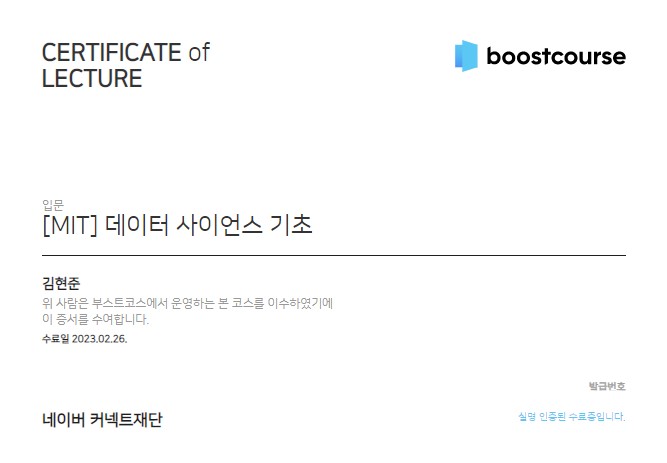 CERTIFICATE of
LECTURE
boostcourse
입문
[MIT] 데이터 사이언스 기초
김현준
위 사람은 부스트코스에서 운영하는 본 코스를 이수하였기에
이 증서를 수여합니다.
수료일 2023.02.26.
발급번호
네이버 커넥트재단
실명 인증된 수료증입니다.